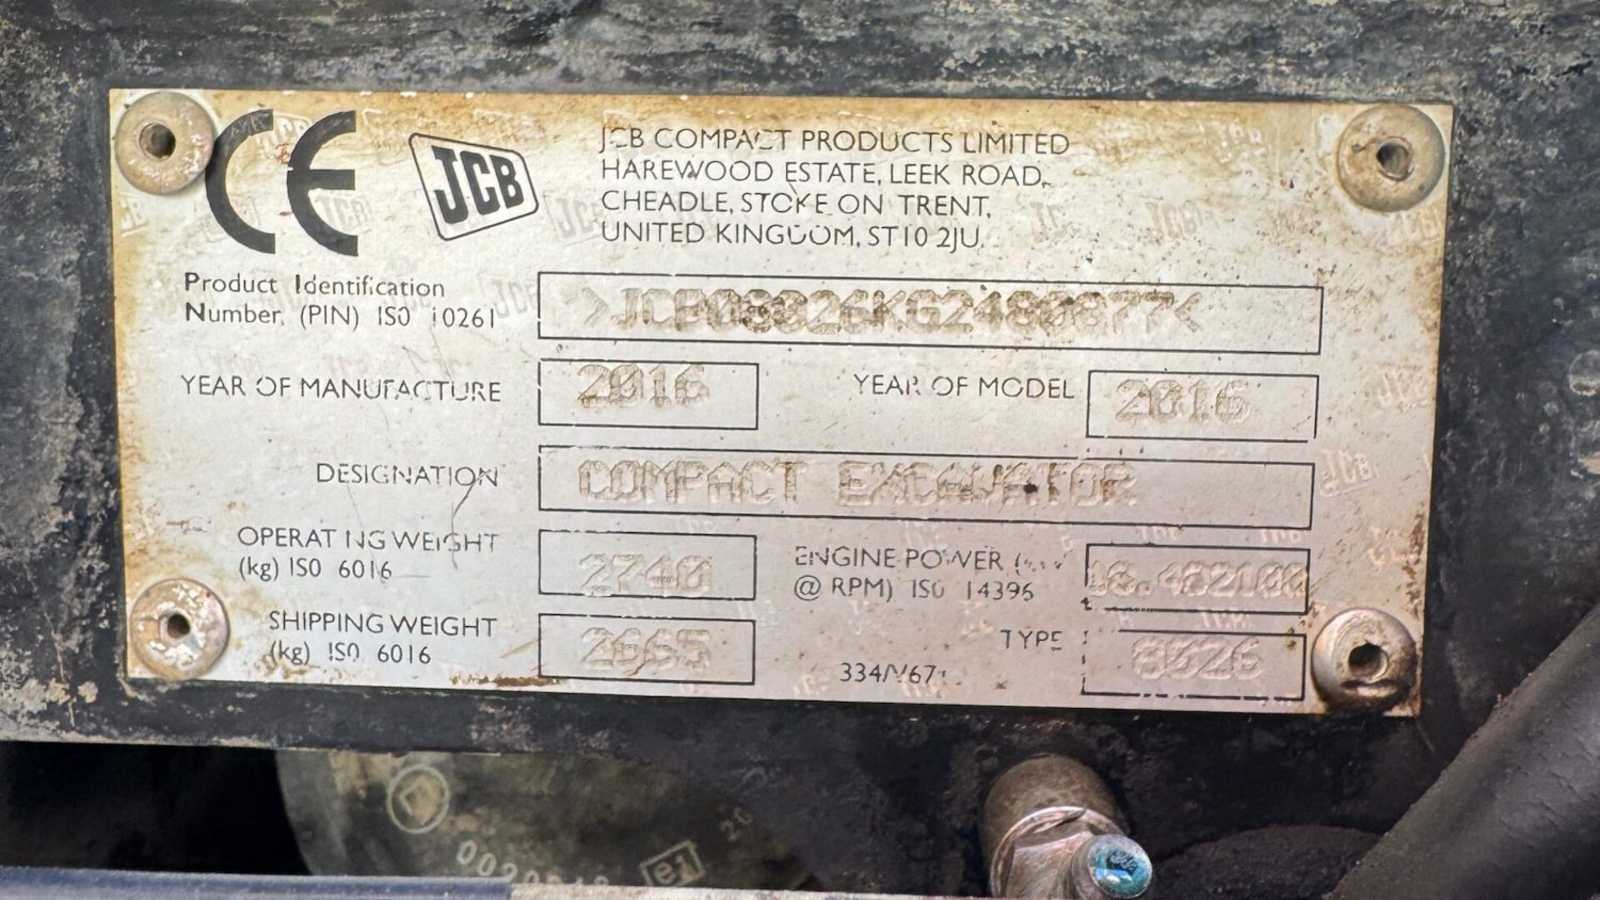 CE
JCB
JCB COMPACT PRODUCTS LIMITED
HAREWOOD ESTATE, LEEK ROAD,
CHEADLE, STOKE ON TRENT,
UNITED KINGDOM, ST10 2JU.
Product Identification
Number, (PIN) ISO 10261
>JCB08026KG2480877<
YEAR OF MANUFACTURE 2016 YEAR OF MODEL 2016
DESIGNATION COMPACT EXCAVATOR
OPERATING WEIGHT
(kg) ISO 6016
2740
ENGINE POWER
@ RPM) ISO 14396
SHIPPING WEIGHT
(kg) ISO 6016
2665
TYPE 8026
e1